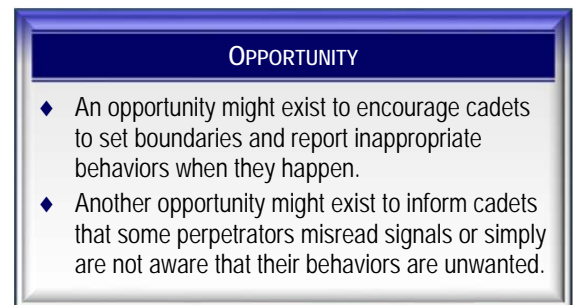 OPPORTUNITY
♦ An opportunity might exist to encourage cadets
to set boundaries and report inappropriate
behaviors when they happen.
♦ Another opportunity might exist to inform cadets
that some perpetrators misread signals or simply
are not aware that their behaviors are unwanted.